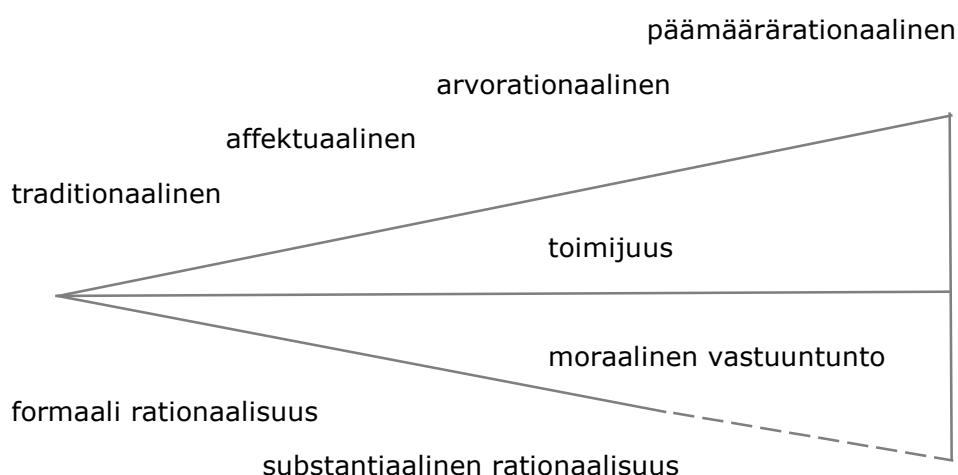 päämäärärationaalinen
arvorationaalinen
affektuaalinen
traditionaalinen
toimijuus
moraalinen vastuuntunto
formaali rationaalisuus
substantiaalinen rationaalisuus